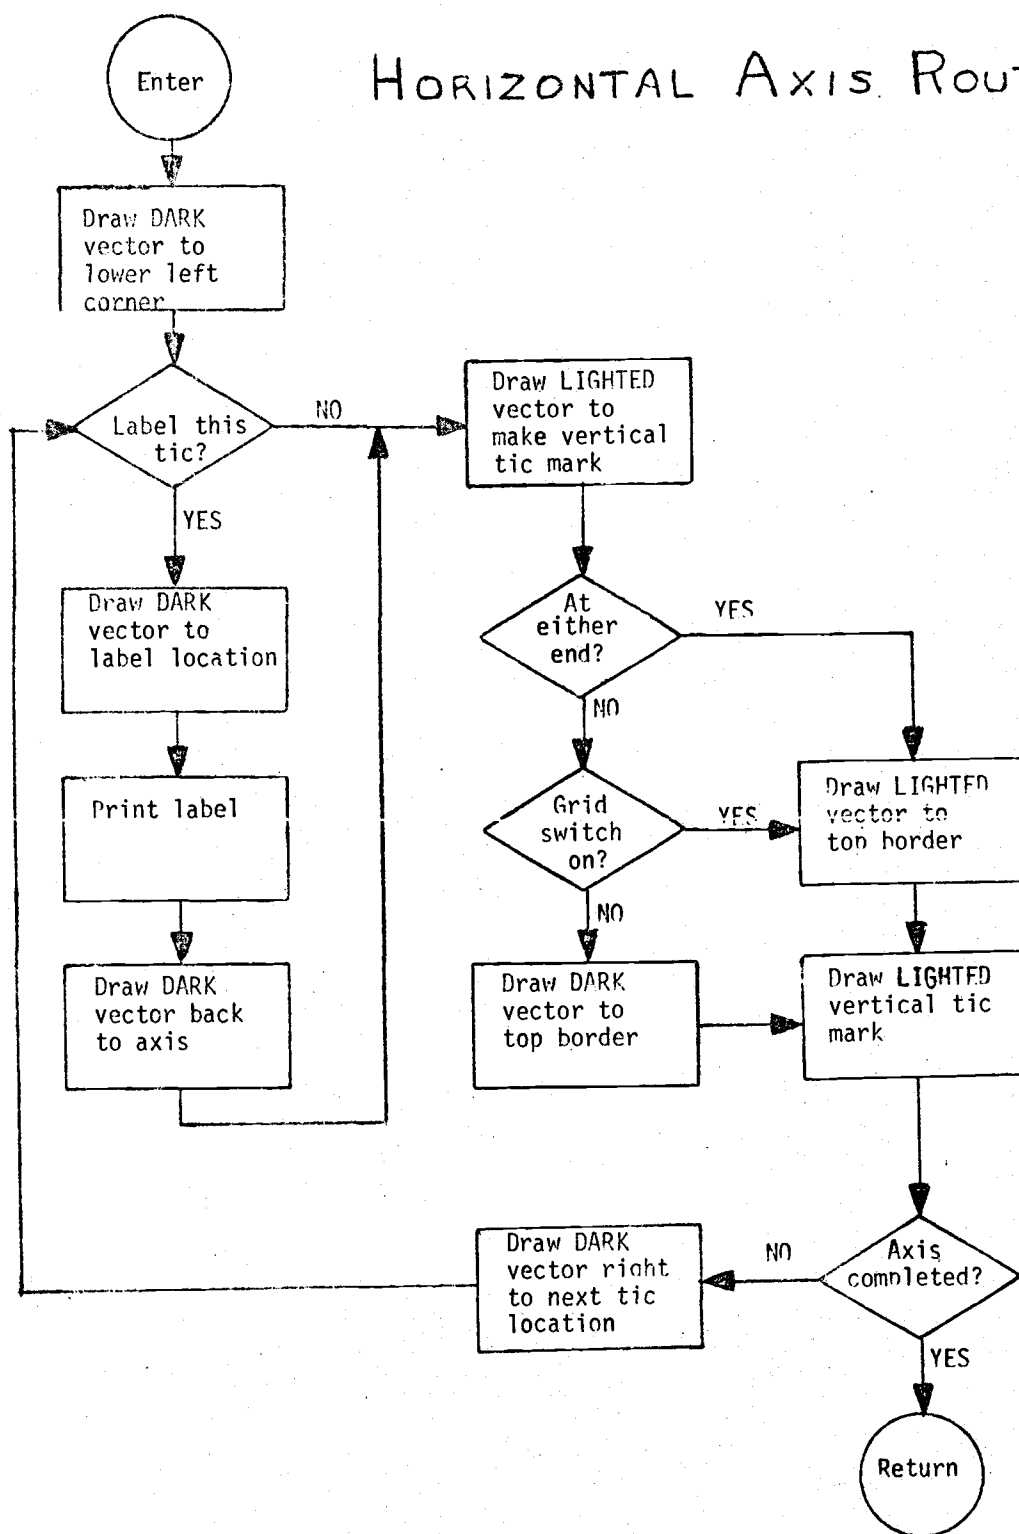 HORIZONTAL AXIS ROUT
Enter
Draw DARK
vector to
lower left
corner
Label this
tic?
NO
YES
Draw DARK
vector to
label location
Print label
Draw DARK
vector back
to axis
Draw LIGHTED
vector to
make vertical
tic mark
At
either
end?
YES
NO
Grid
switch
on?
YES
NO
Draw LIGHTED
vector to
top border
Draw DARK
vector to
top border
Draw LIGHTED
vertical tic
mark
Axis
completed?
NO
YES
Draw DARK
vector right
to next tic
location
Return